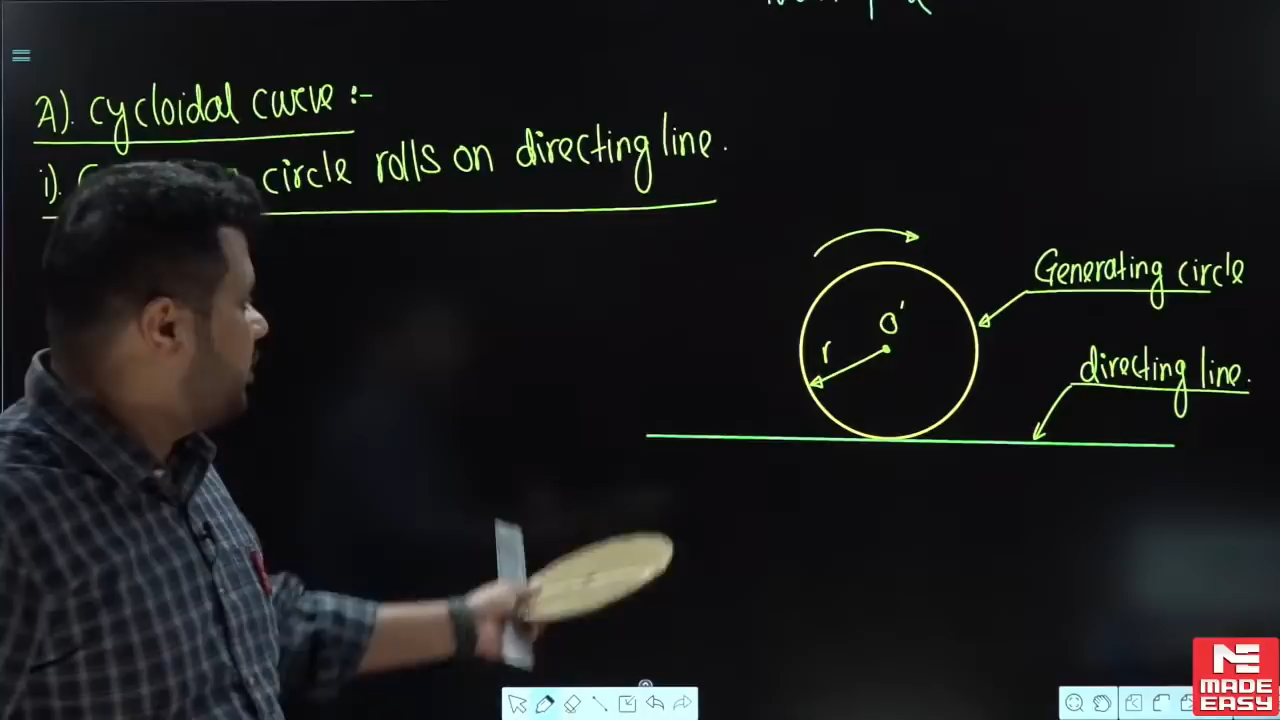 A). Cycloidal curve :-
i). circle rolls on directing line.
Generating circle
O'
r
directing line.
MADE
EASY